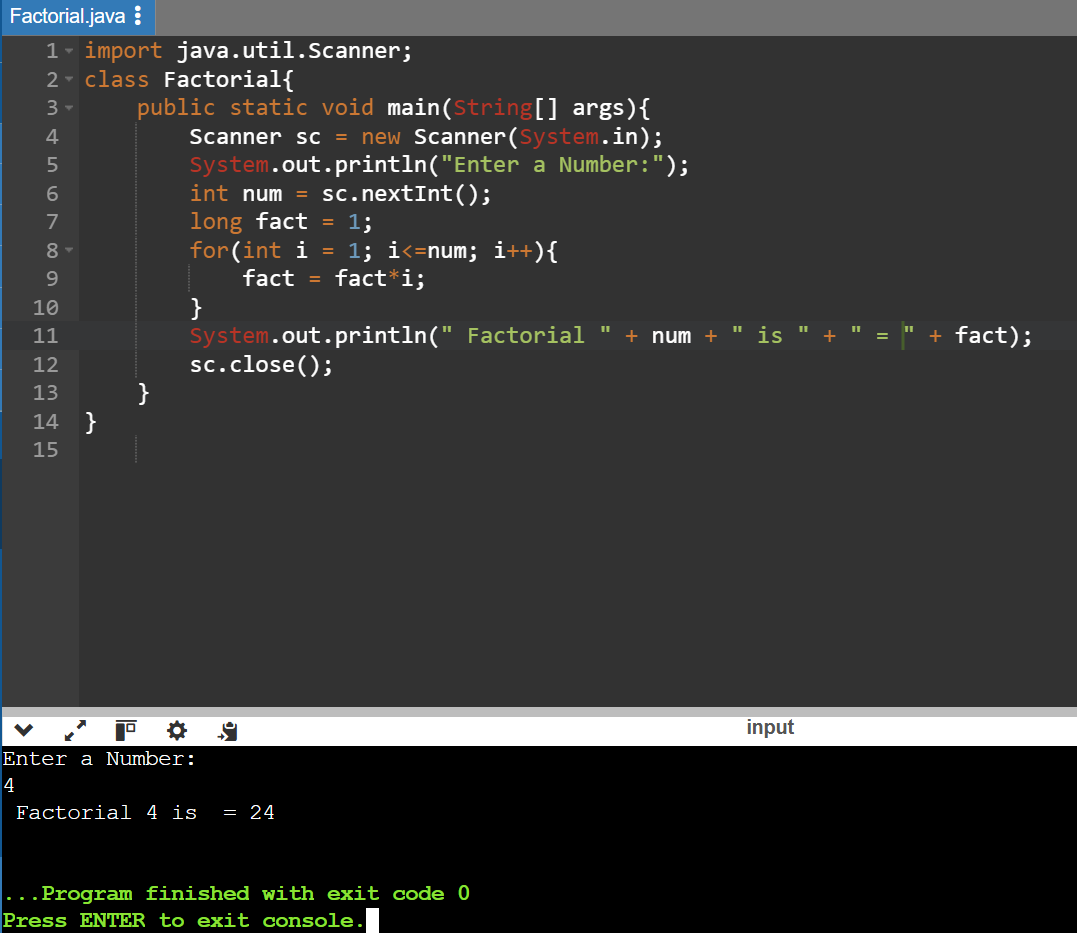 Factorial.java
1 import java.util.Scanner;
2 class Factorial{
3     public static void main(String[] args){
4         Scanner sc = new Scanner(System.in);
5         System.out.println("Enter a Number:");
6         int num = sc.nextInt();
7         long fact = 1;
8         for(int i = 1; i<=num; i++){
9             fact = fact*i;
10         }
11         System.out.println(" Factorial " + num + " is " + " = " + fact);
12         sc.close();
13     }
14 }
15
input
Enter a Number:
4
 Factorial 4 is  = 24
...Program finished with exit code 0
Press ENTER to exit console.